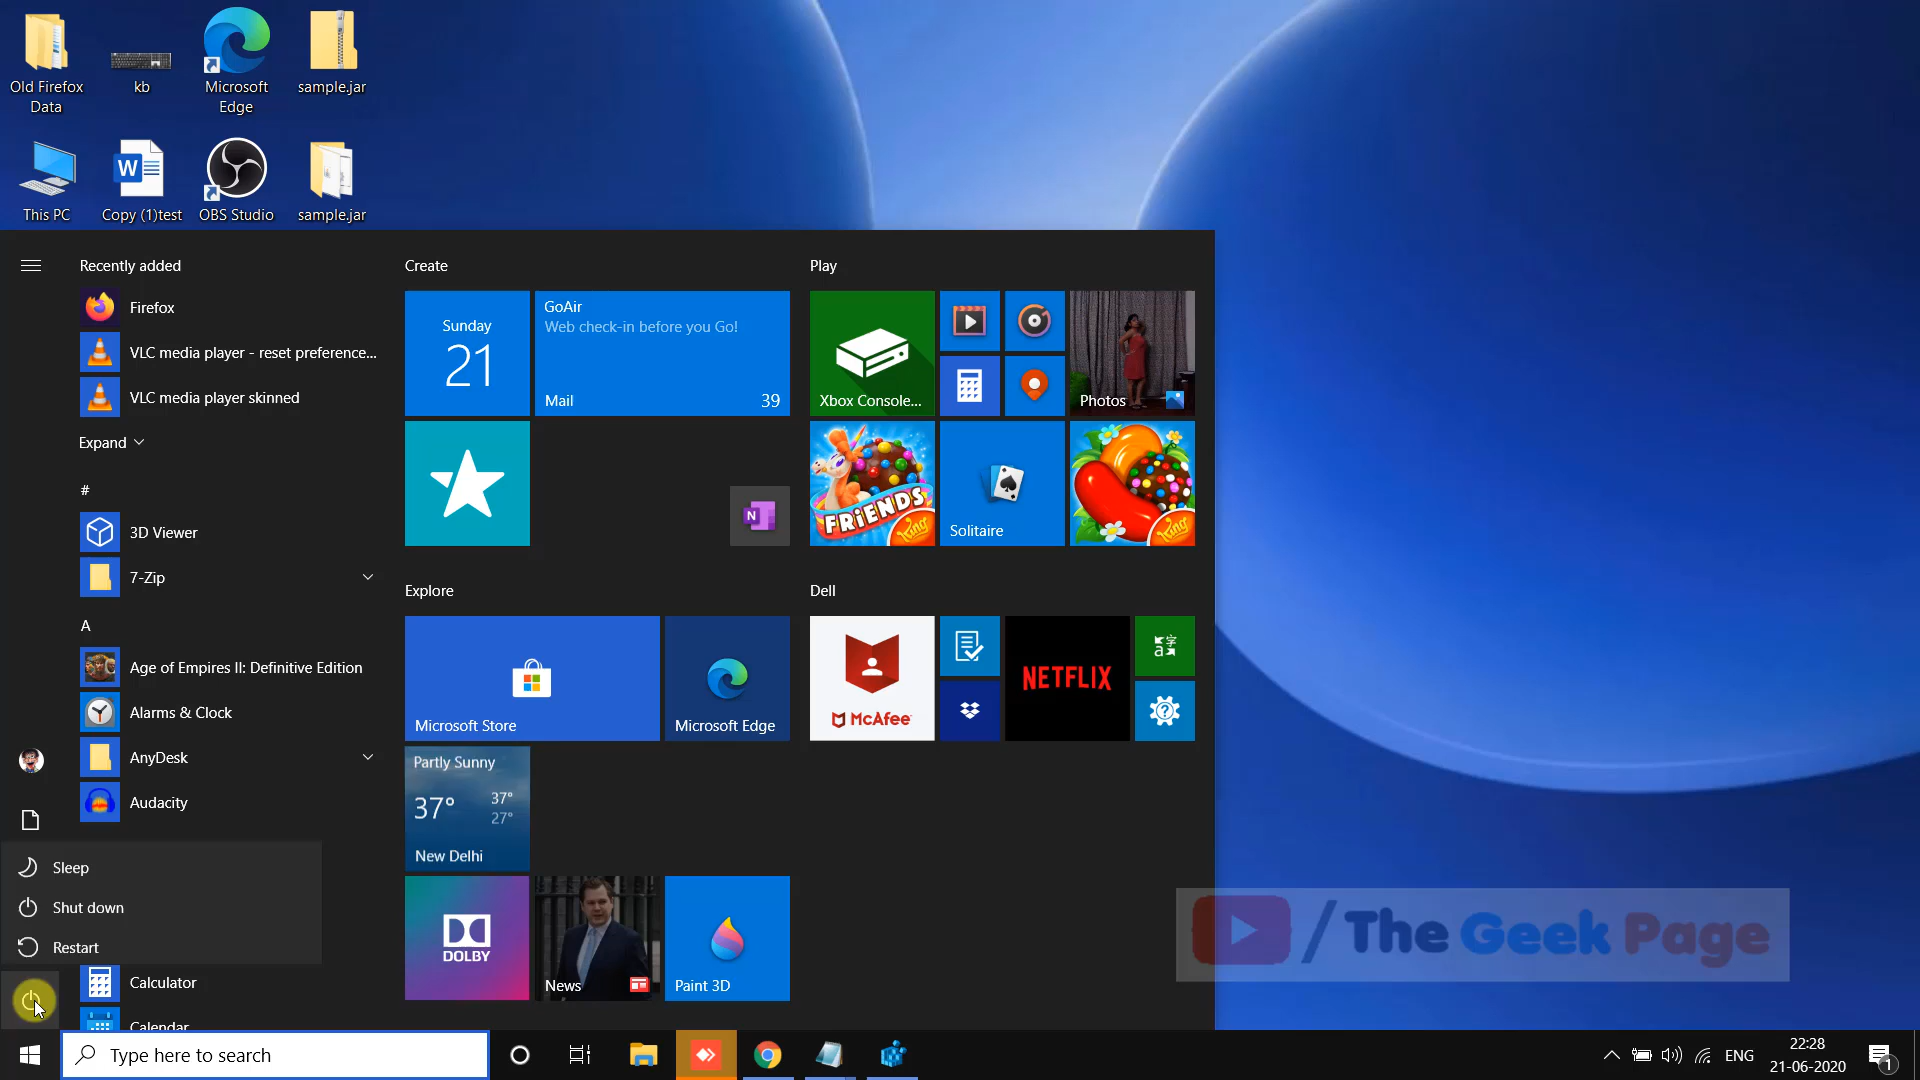 Old Firefox
Data
kb
Microsoft
Edge
sample.jar
This PC
W
Copy (1)test
OBS Studio
sample.jar
Recently added
Firefox
VLC media player - reset preference...
VLC media player skinned
Expand
#
3D Viewer
7-Zip
A
Age of Empires II: Definitive Edition
Alarms & Clock
AnyDesk
Audacity
Sleep
Shut down
Restart
Calculator
Calendar
Create
Sunday
21
GoAir
Web check-in before you Go!
Mail
39
N
Explore
Microsoft Store
Microsoft Edge
Partly Sunny
37°
37°
27°
New Delhi
DOLBY
News
Paint 3D
Play
Xbox Console...
Photos
FRiENDS
King
Solitaire
King
Dell
McAfee
NETFLIX
a字
/The Geek Page
Type here to search
ENG
22:28
21-06-2020
1